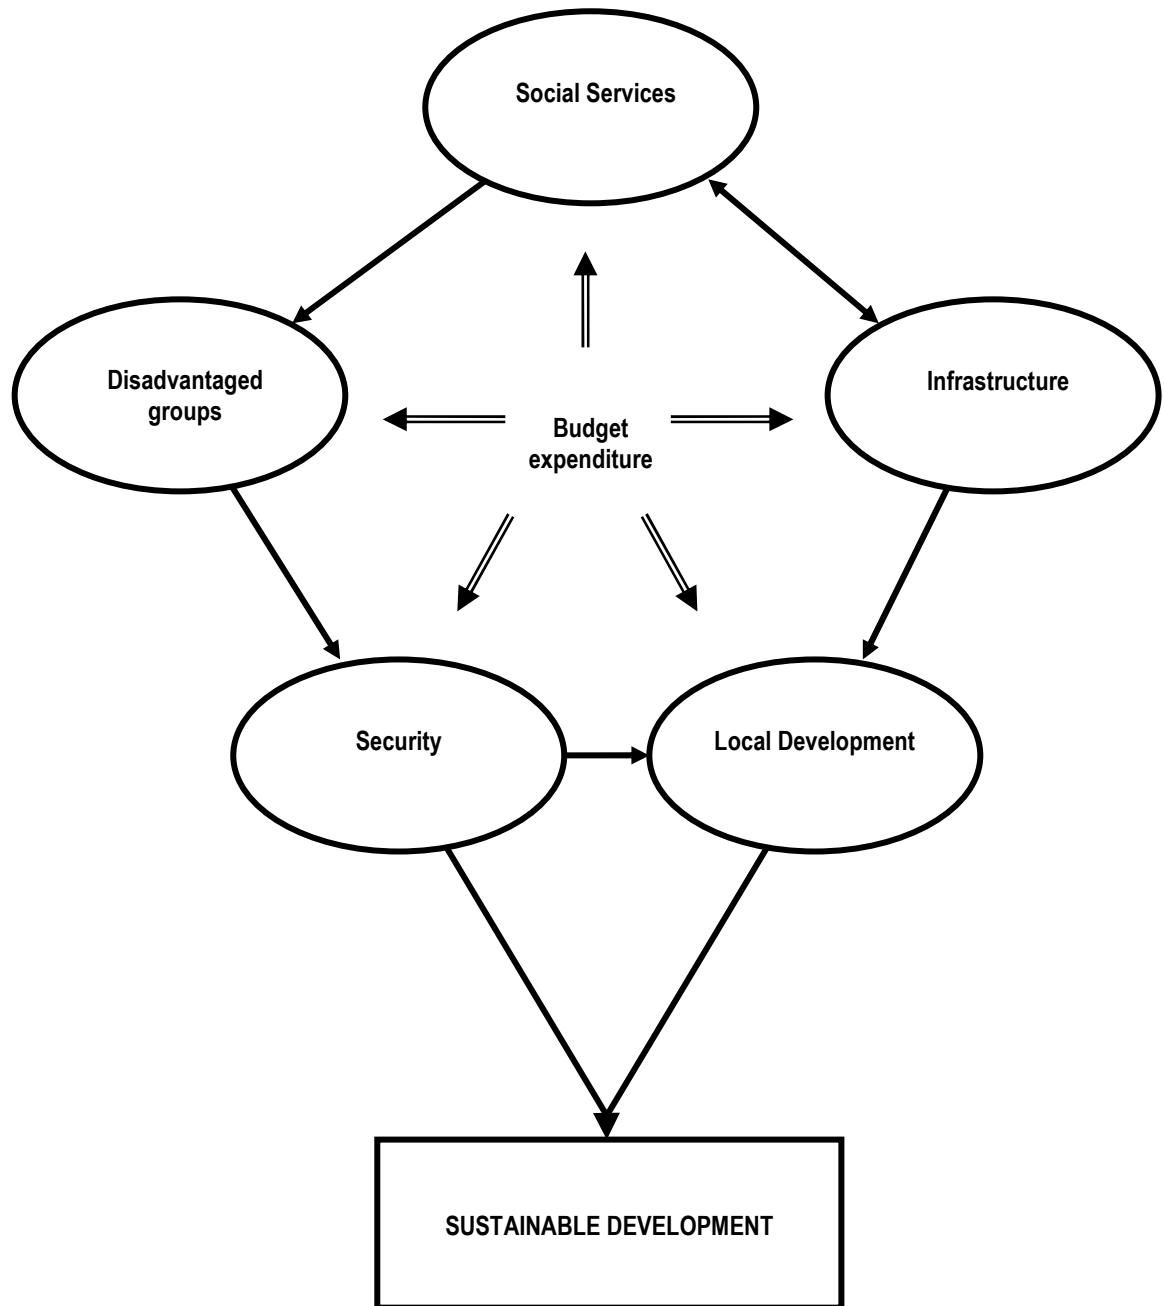 Social Services
Disadvantaged
groups
Infrastructure
Budget
expenditure
Security
Local Development
SUSTAINABLE DEVELOPMENT